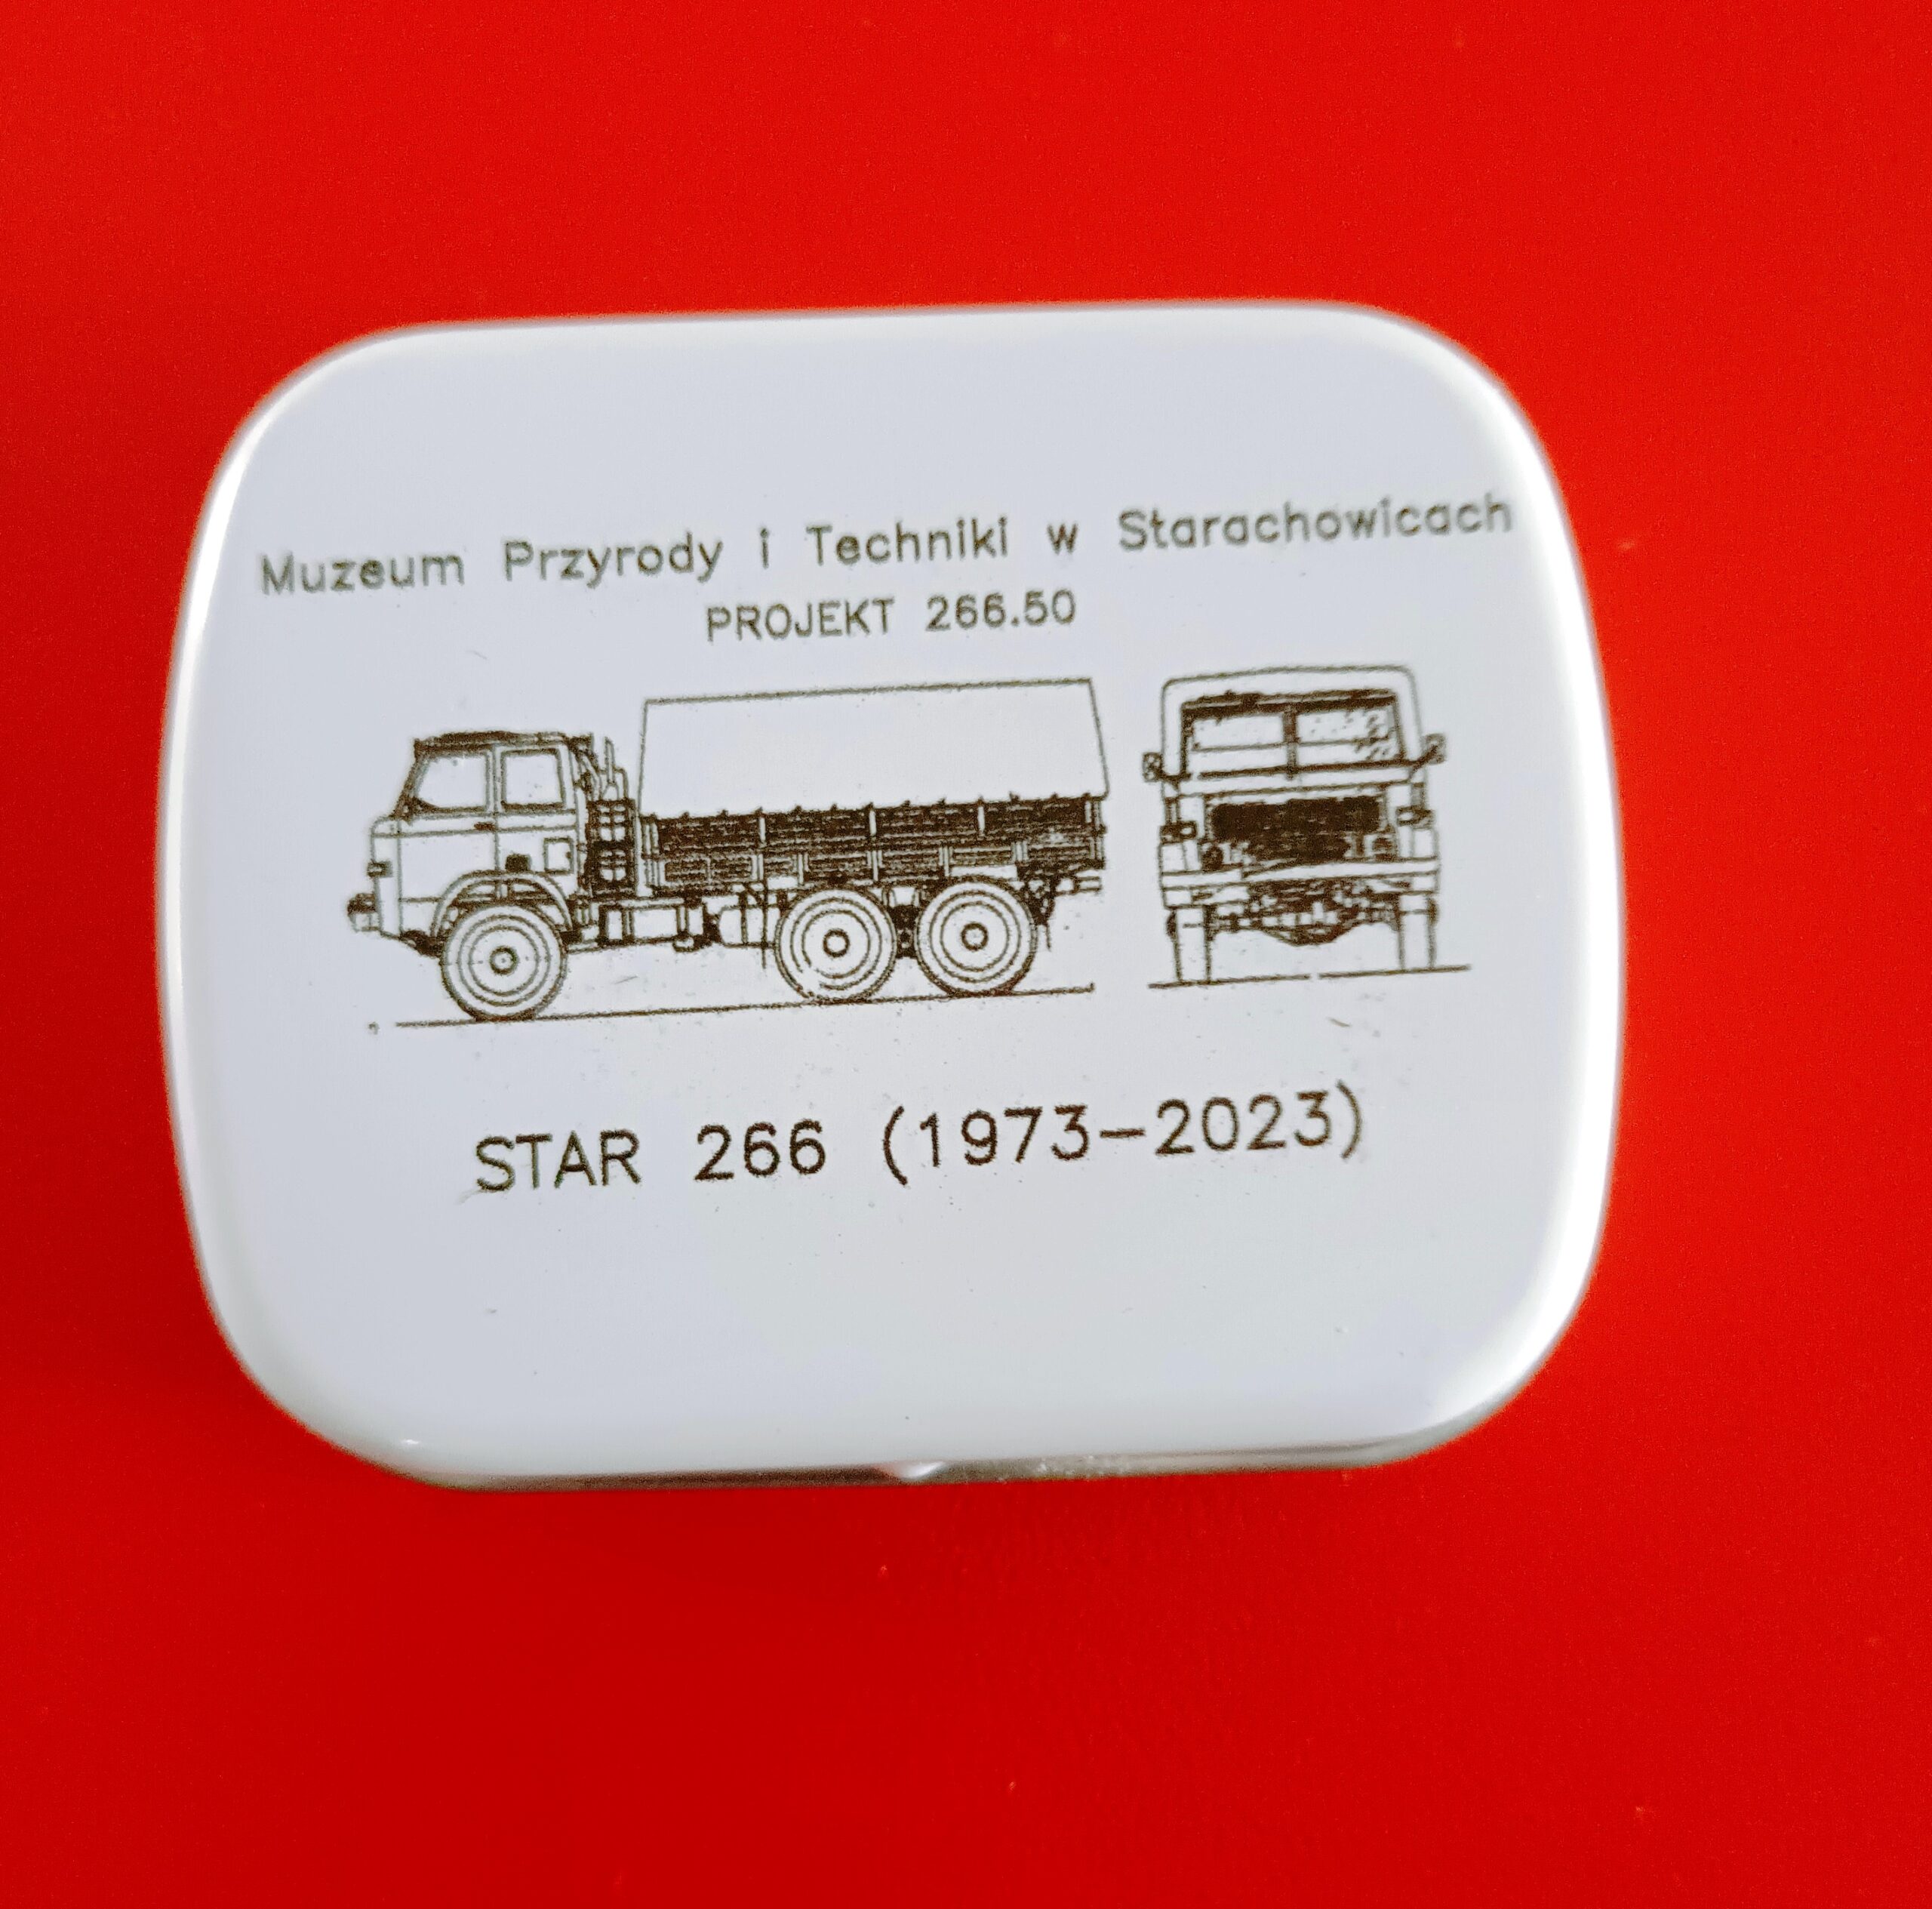 Muzeum Przyrody i Techniki w Starachowicach
PROJEKT 266.50
STAR 266 (1973-2023)